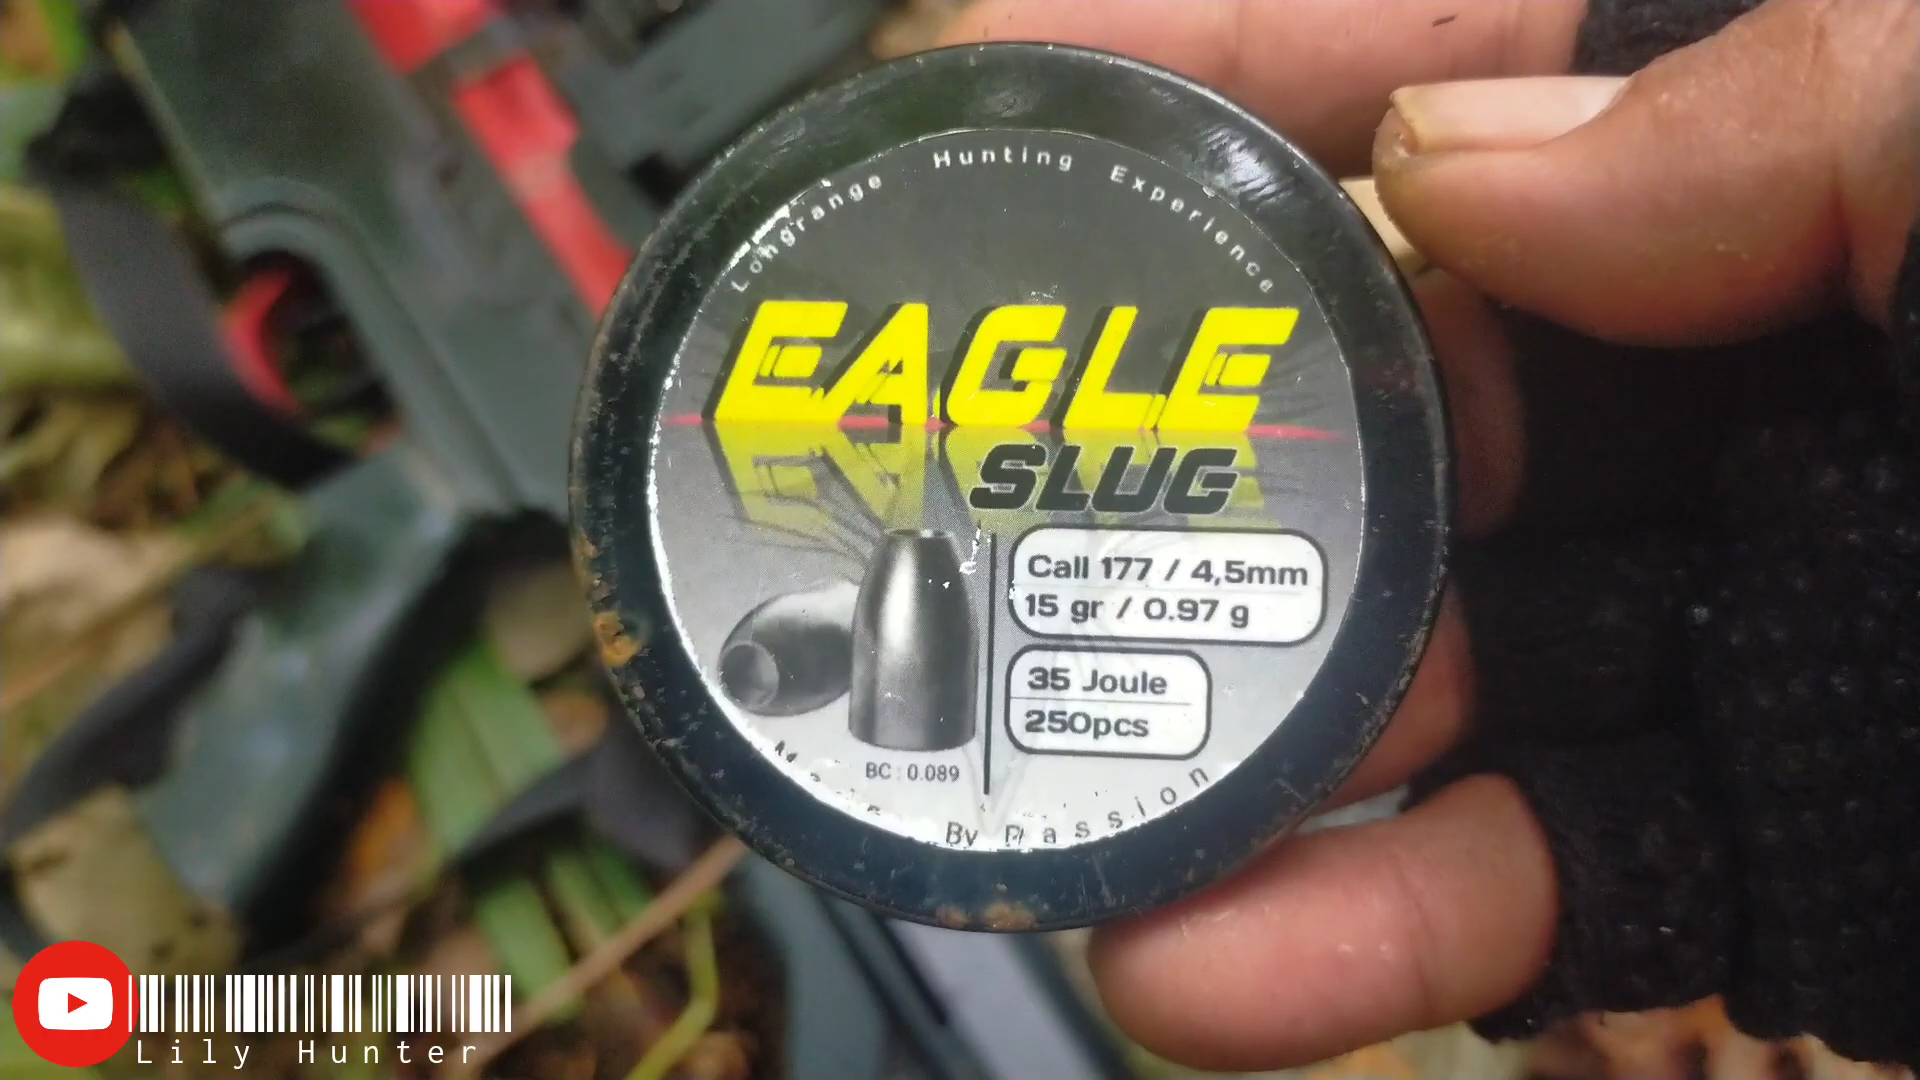 Longrange Hunting Experience
EAGLE
SLUG
Call 177 / 4,5mm
15 gr / 0.97 g
35 Joule
250pcs
BC : 0.089
By Passion
Lily Hunter